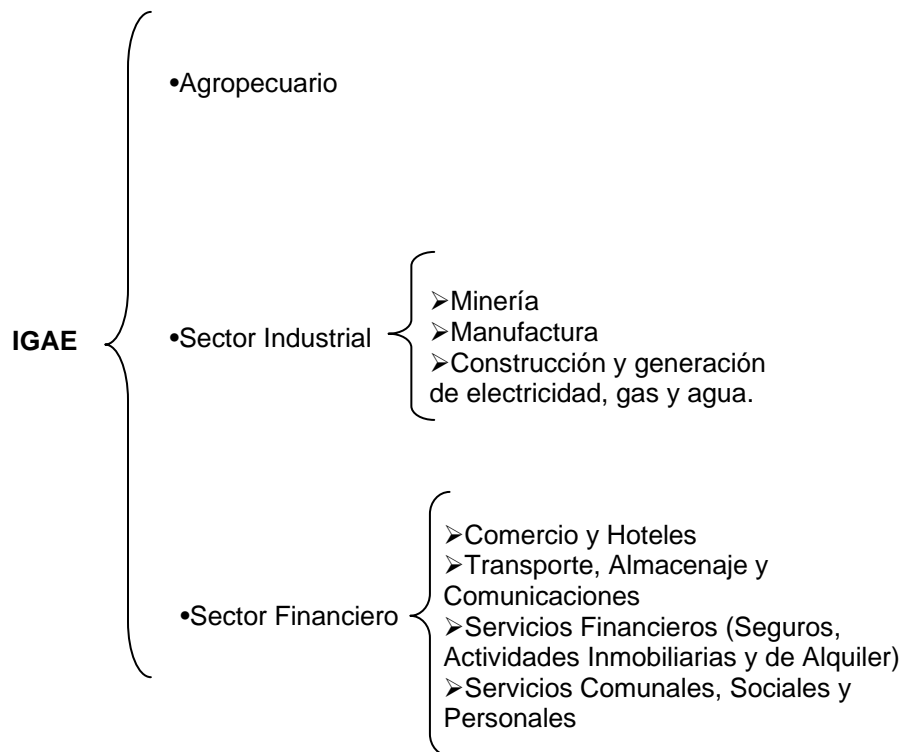 •Agropecuario
IGAE
•Sector Industrial
➢Minería
➢Manufactura
➢Construcción y generación
de electricidad, gas y agua.
•Sector Financiero
➢Comercio y Hoteles
➢Transporte, Almacenaje y
Comunicaciones
➢Servicios Financieros (Seguros,
Actividades Inmobiliarias y de Alquiler)
➢Servicios Comunales, Sociales y
Personales